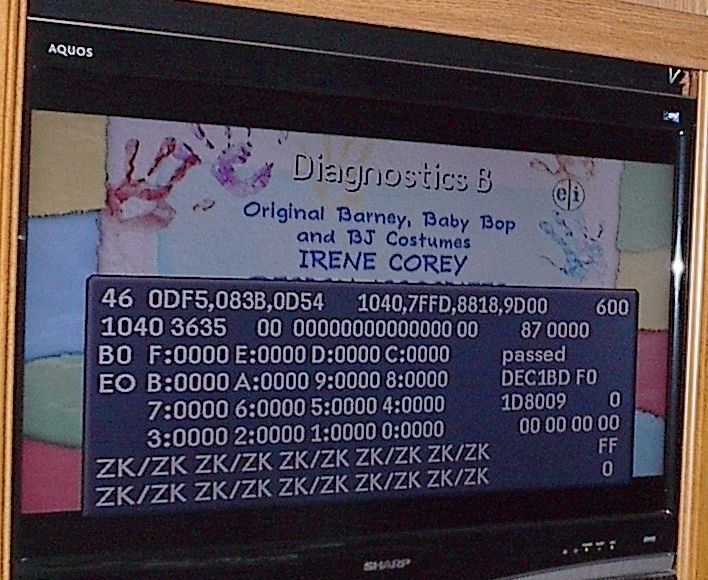 AQUOS
Diagnostics B
e/i
Original Barney, Baby Bop
and BJ Costumes
IRENE COREY
46 0DF5,083B,0D54 1040,7FFD,8818,9D00 600
1040 3635 00 00000000000000 00 87 0000
B0 F:0000 E:0000 D:0000 C:0000 passed
E0 B:0000 A:0000 9:0000 8:0000 DEC1BD F0
7:0000 6:0000 5:0000 4:0000 1D8009 0
3:0000 2:0000 1:0000 0:0000 00 00 00 00
ZK/ZK ZK/ZK ZK/ZK ZK/ZK ZK/ZK FF
ZK/ZK ZK/ZK ZK/ZK ZK/ZK ZK/ZK 0
SHARP